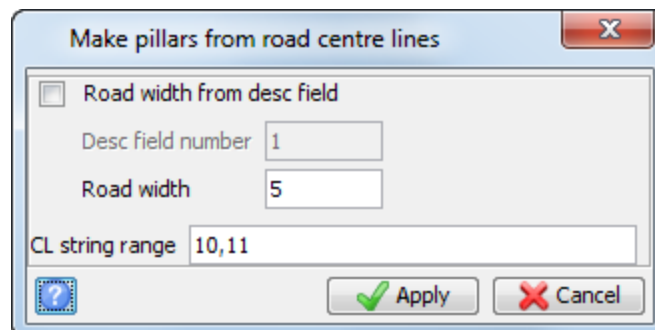 Make pillars from road centre lines
Road width from desc field
Desc field number 1
Road width 5
CL string range 10,11
? Apply Cancel